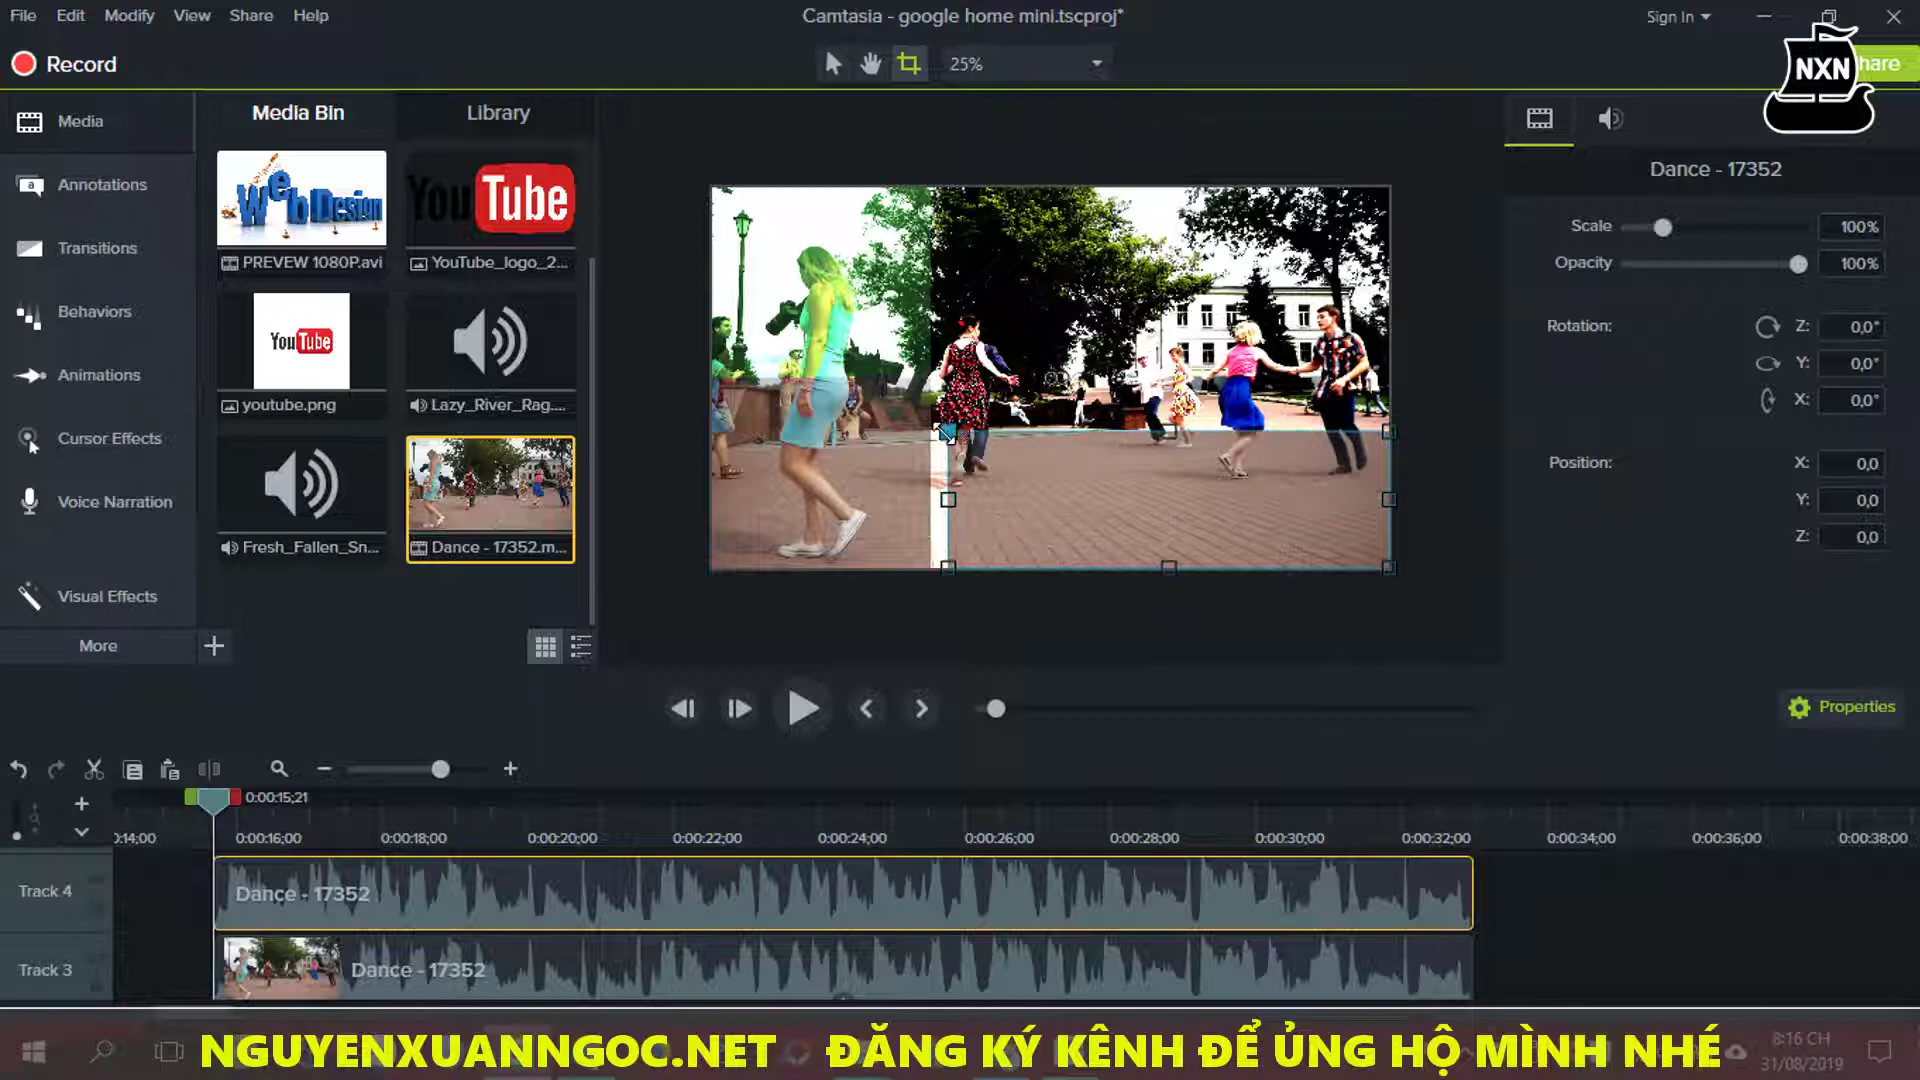 File Edit Modify View Share Help
Camtasia - google home mini.tscproj*
Sign In
Record
25%
NXN
hare
Media
Annotations
Transitions
Behaviors
Animations
Cursor Effects
Voice Narration
Visual Effects
More
Media Bin
Library
Web Design
YouTube
PREVEW 1080P.avi
YouTube_logo_2...
YouTube
youtube.png
Lazy_River_Rag....
Fresh_Fallen_Sn...
Dance - 17352.m...
Dance - 17352
Scale 100%
Opacity 100%
Rotation: Z: 0,0°
Y: 0,0°
X: 0,0°
Position: X: 0,0
Y: 0,0
Z: 0,0
Properties
0:00:15;21
0:14;00 0:00:16;00 0:00:18;00 0:00:20;00 0:00:22;00 0:00:24;00 0:00:26;00 0:00:28;00 0:00:30;00 0:00:32;00 0:00:34;00 0:00:36;00 0:00:38;00
Track 4
Dance - 17352
Track 3
Dance - 17352
NGUYENXUANNGOC.NET ĐĂNG KÝ KÊNH ĐỂ ỦNG HỘ MÌNH NHÉ
8:16 CH
31/08/2019